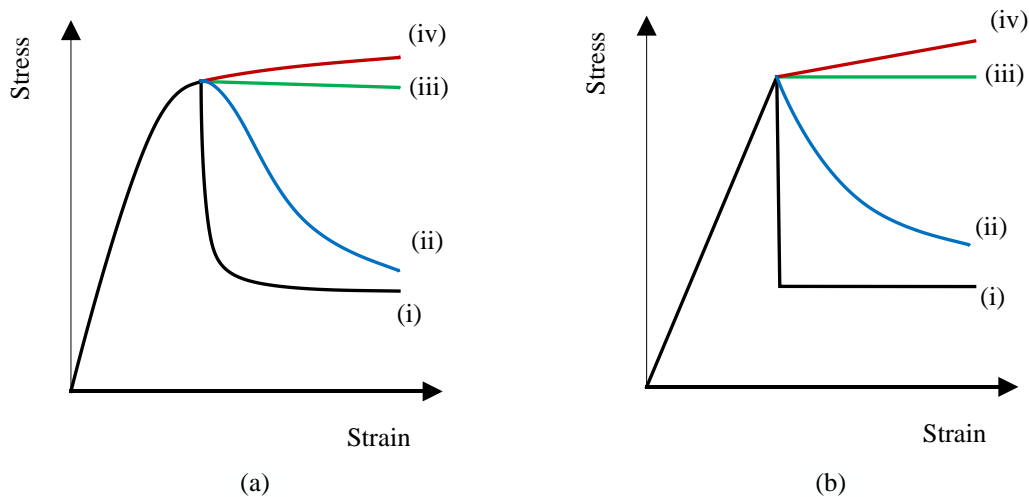 Stress
(iv)
(iii)
(ii)
(i)
Strain
(a)
Stress
(iv)
(iii)
(ii)
(i)
Strain
(b)